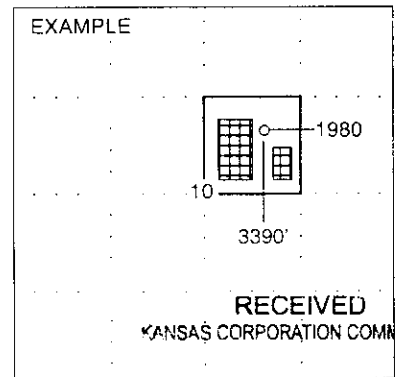 EXAMPLE
1980
10
3390'
RECEIVED
KANSAS CORPORATION COMM